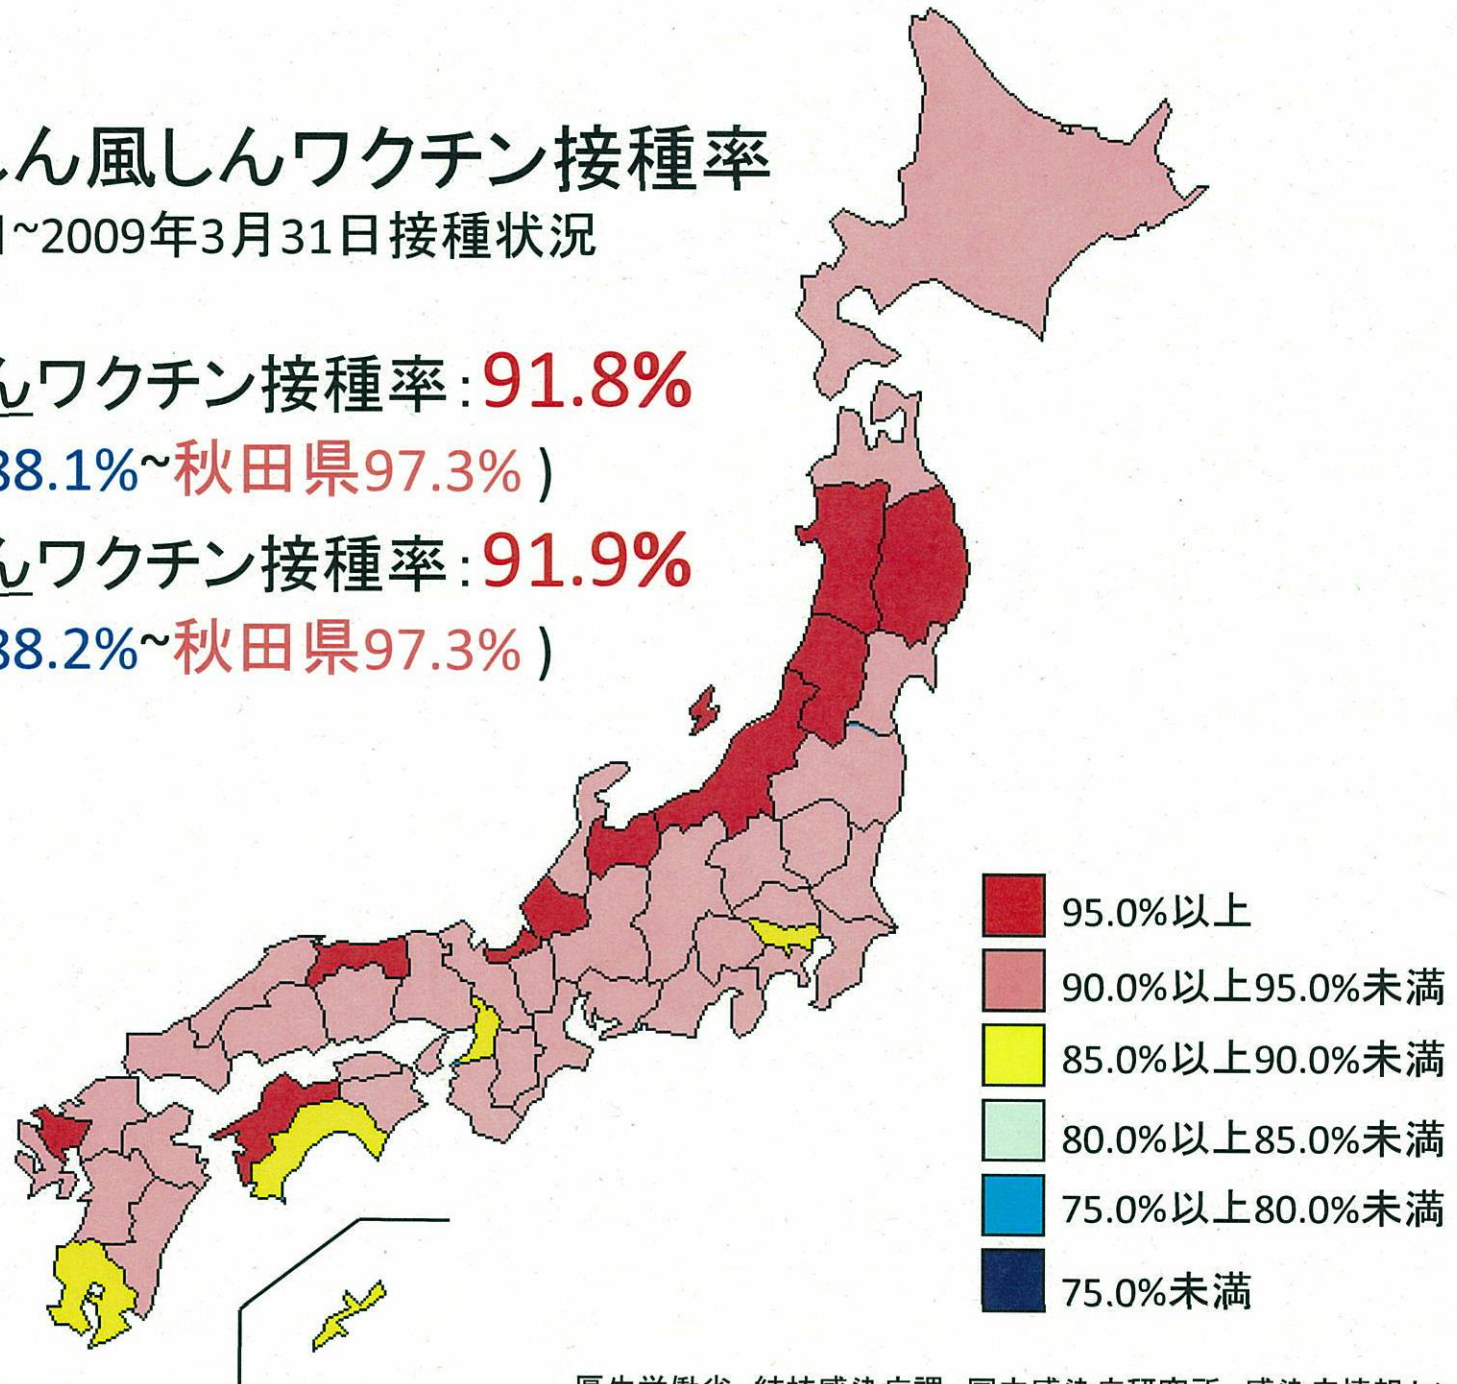 ん風しんワクチン接種率
~2009年3月31日接種状況
んワクチン接種率:91.8%
88.1%~秋田県97.3% )
んワクチン接種率:91.9%
88.2%~秋田県97.3% )
95.0%以上
90.0%以上95.0%未満
85.0%以上90.0%未満
80.0%以上85.0%未満
75.0%以上80.0%未満
75.0%未満